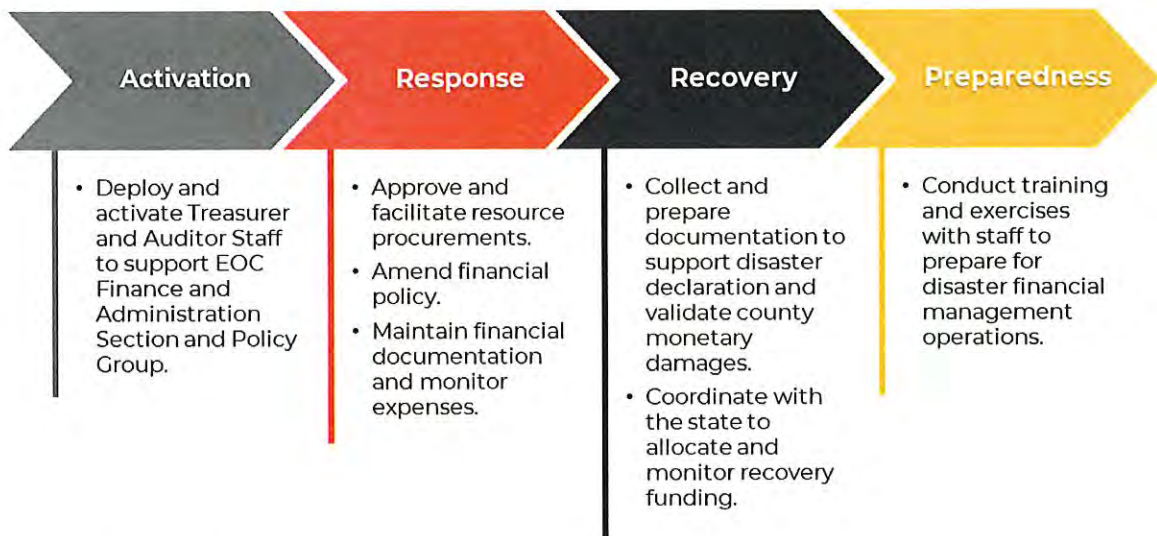 Activation
• Deploy and
activate Treasurer
and Auditor Staff
to support EOC
Finance and
Administration
Section and Policy
Group.
Response
• Approve and
facilitate resource
procurements.
• Amend financial
policy.
• Maintain financial
documentation
and monitor
expenses.
Recovery
• Collect and
prepare
documentation to
support disaster
declaration and
validate county
monetary
damages.
• Coordinate with
the state to
allocate and
monitor recovery
funding.
Preparedness
• Conduct training
and exercises
with staff to
prepare for
disaster financial
management
operations.